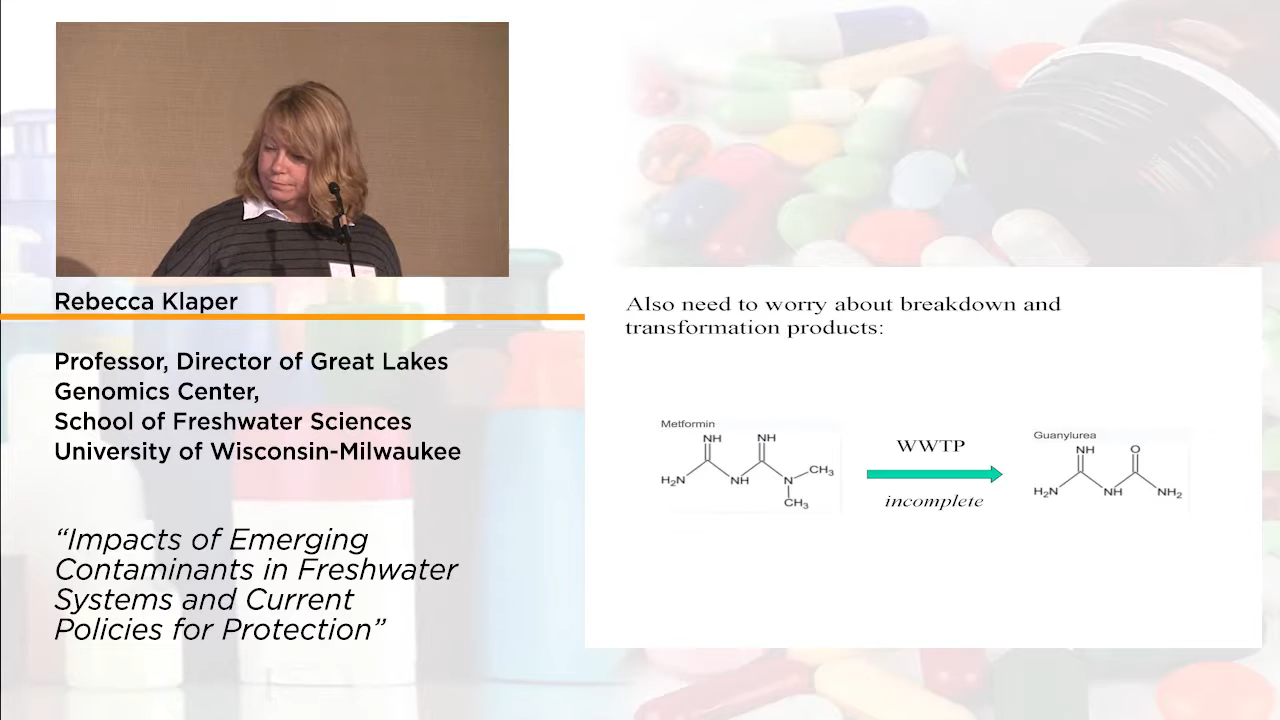 Rebecca Klaper
Professor, Director of Great Lakes
Genomics Center,
School of Freshwater Sciences
University of Wisconsin-Milwaukee
“Impacts of Emerging
Contaminants in Freshwater
Systems and Current
Policies for Protection”
Also need to worry about breakdown and
transformation products:
Metformin
NH NH
H₂N NH N CH₃
CH₃
WWTP
incomplete
Guanylurea
NH O
H₂N NH NH₂